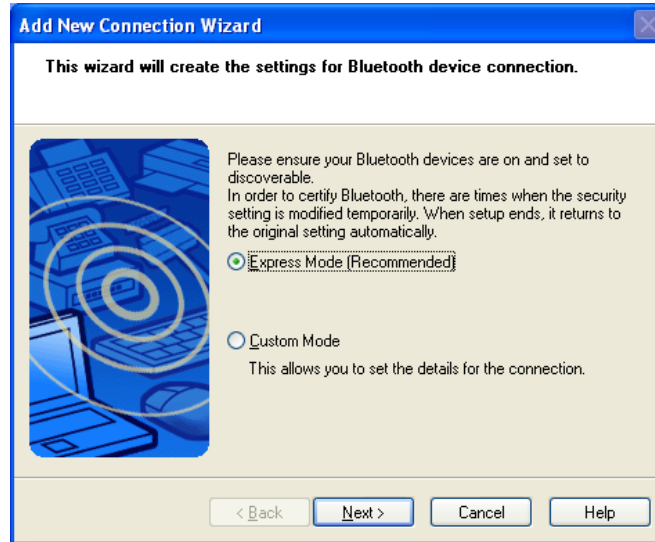 Add New Connection Wizard
This wizard will create the settings for Bluetooth device connection.
Please ensure your Bluetooth devices are on and set to
discoverable.
In order to certify Bluetooth, there are times when the security
setting is modified temporarily. When setup ends, it returns to
the original setting automatically.
Express Mode (Recommended)
Custom Mode
This allows you to set the details for the connection.
< Back Next > Cancel Help